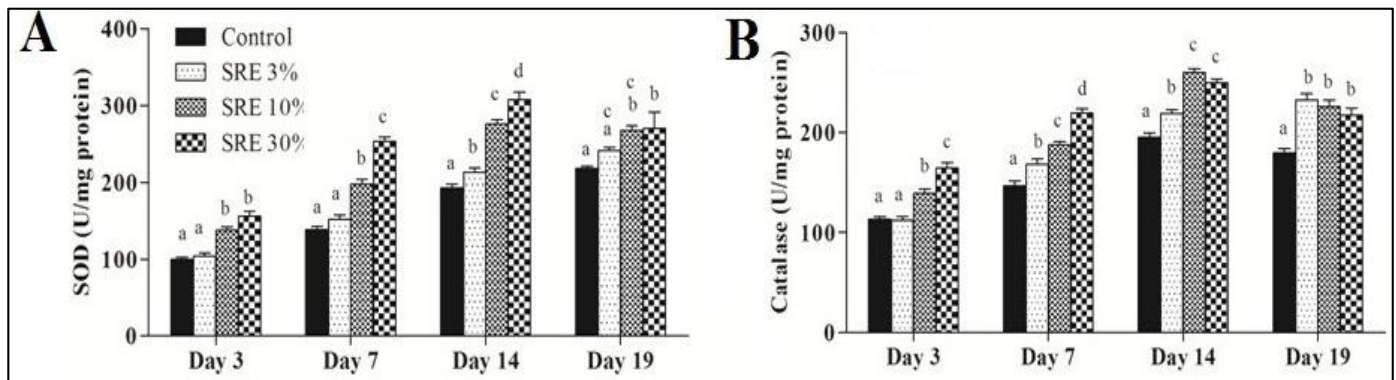 A
SOD (U/mg protein)
400
300
200
100
0
Control
SRE 3%
SRE 10%
SRE 30%
a a b b
a a b c
a b c d
a c a c b b
Day 3 Day 7 Day 14 Day 19
B
Catalase (U/mg protein)
300
200
100
0
a a b c
a b c d
a b c c
a b b b
Day 3 Day 7 Day 14 Day 19